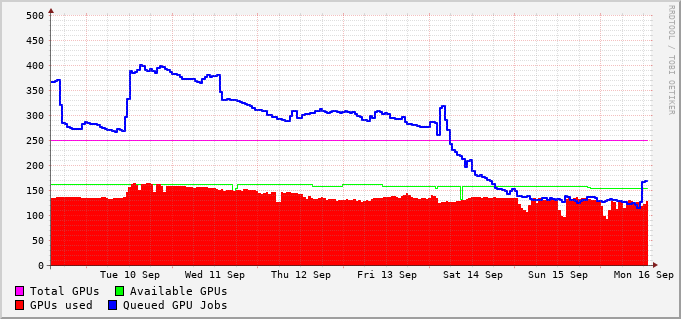 500
450
400
350
300
250
200
150
100
50
0
Tue 10 Sep Wed 11 Sep Thu 12 Sep Fri 13 Sep Sat 14 Sep Sun 15 Sep Mon 16 Sep
Total GPUs Available GPUs
GPUs used Queued GPU Jobs
RRDTOOL / TOBI OETIKER